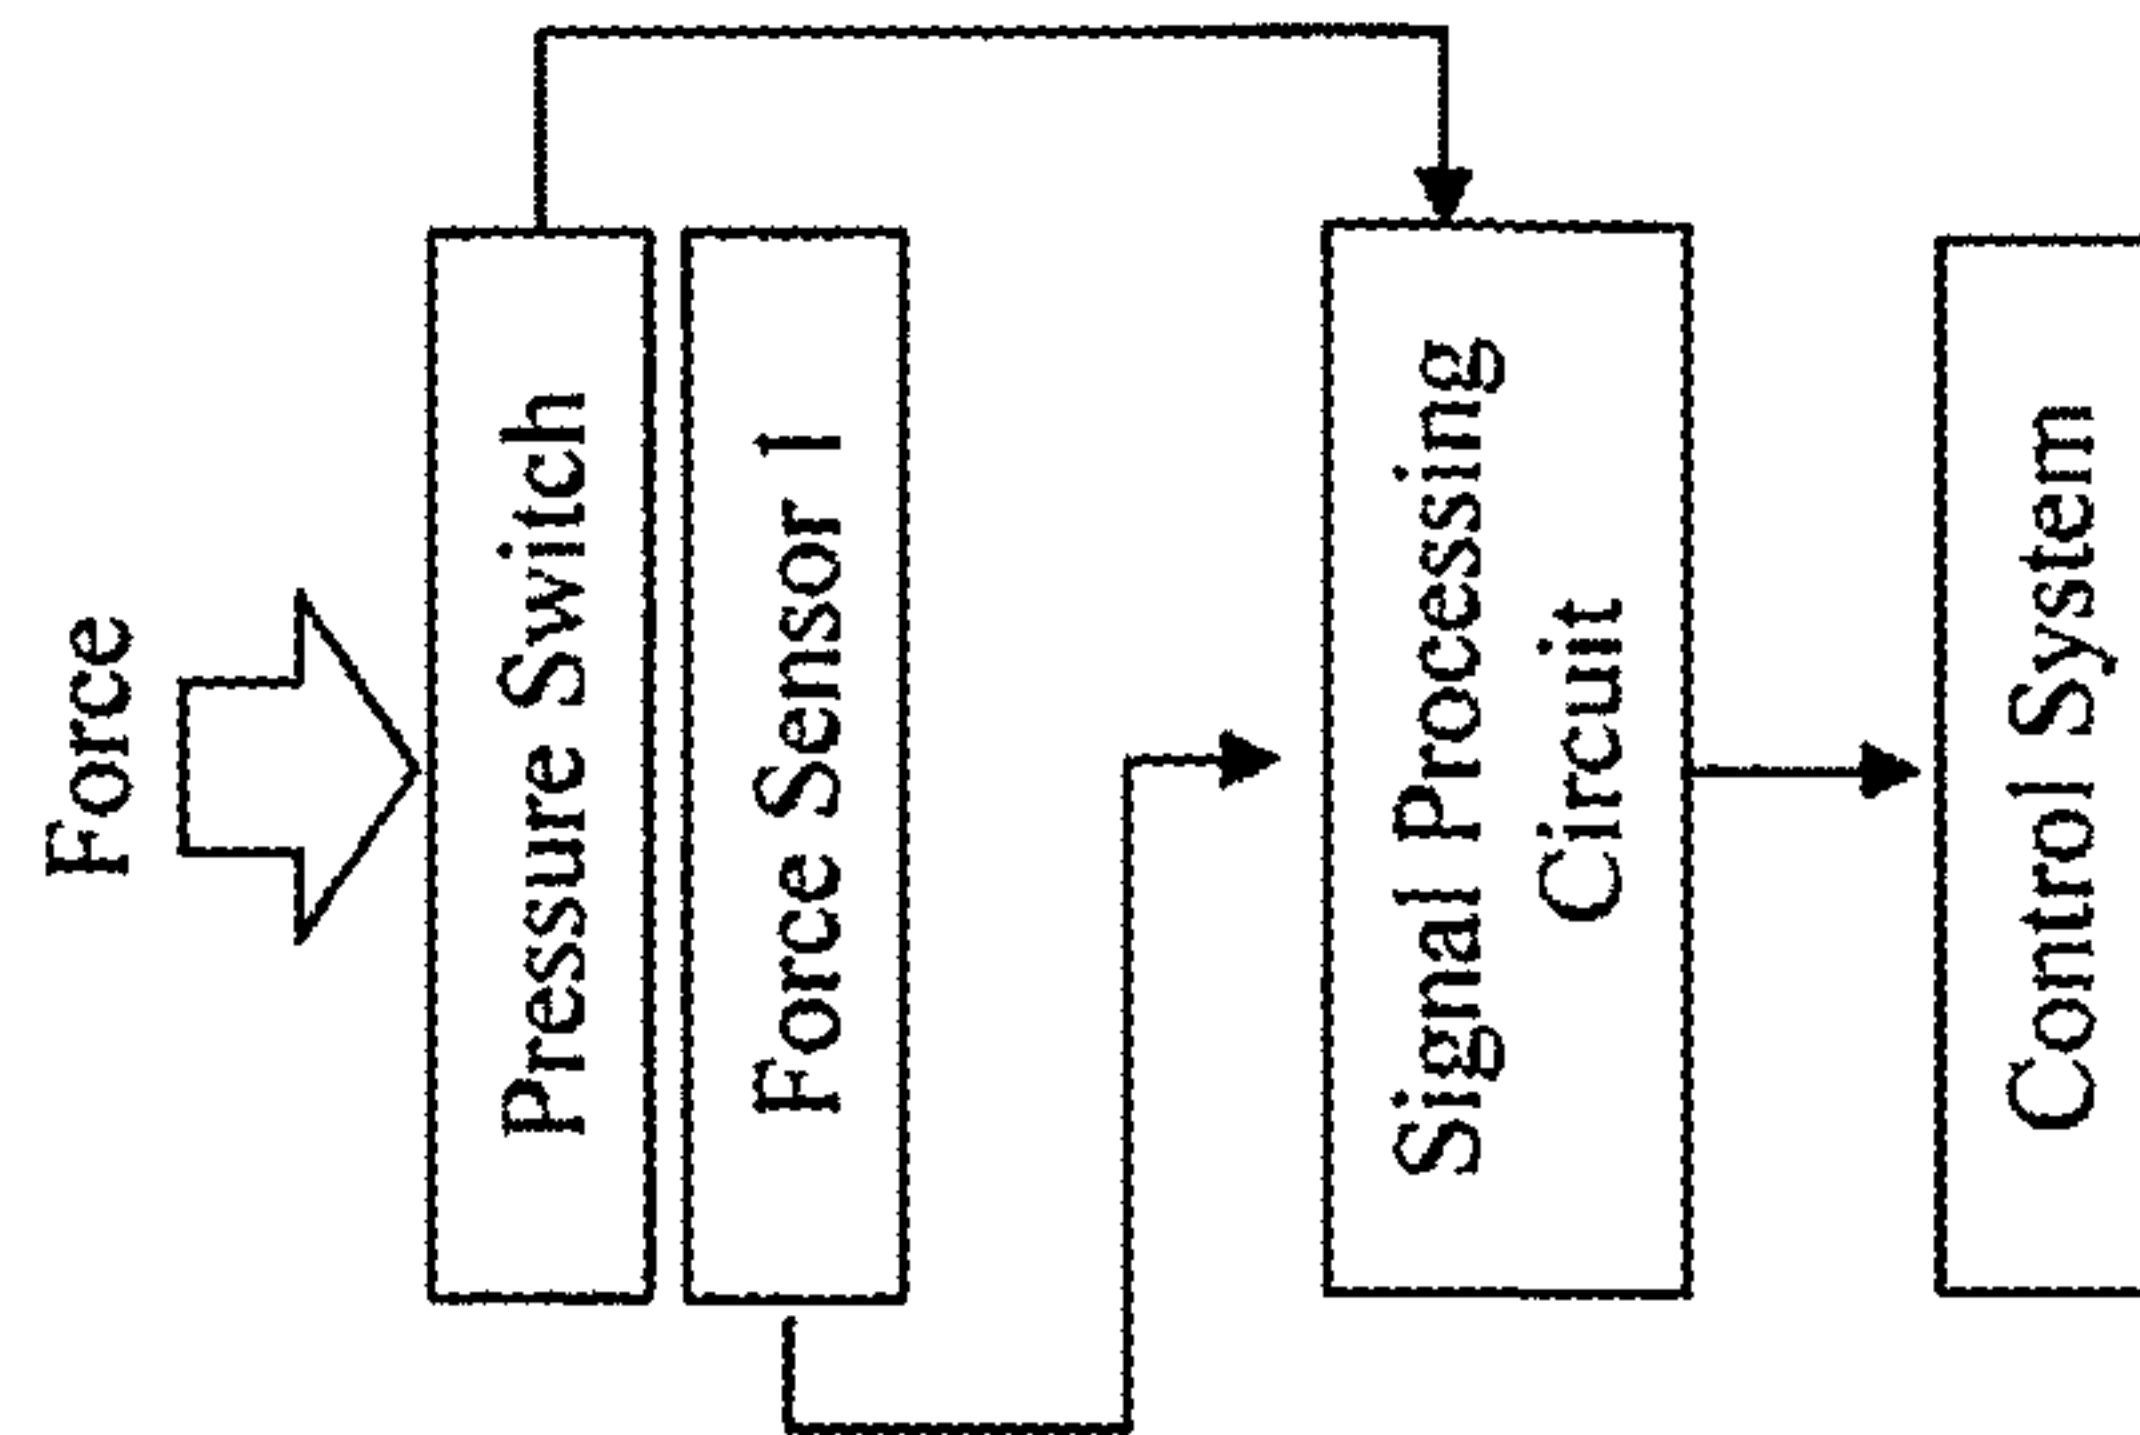 Force
Pressure Switch
Force Sensor 1
Signal Processing
Circuit
Control System